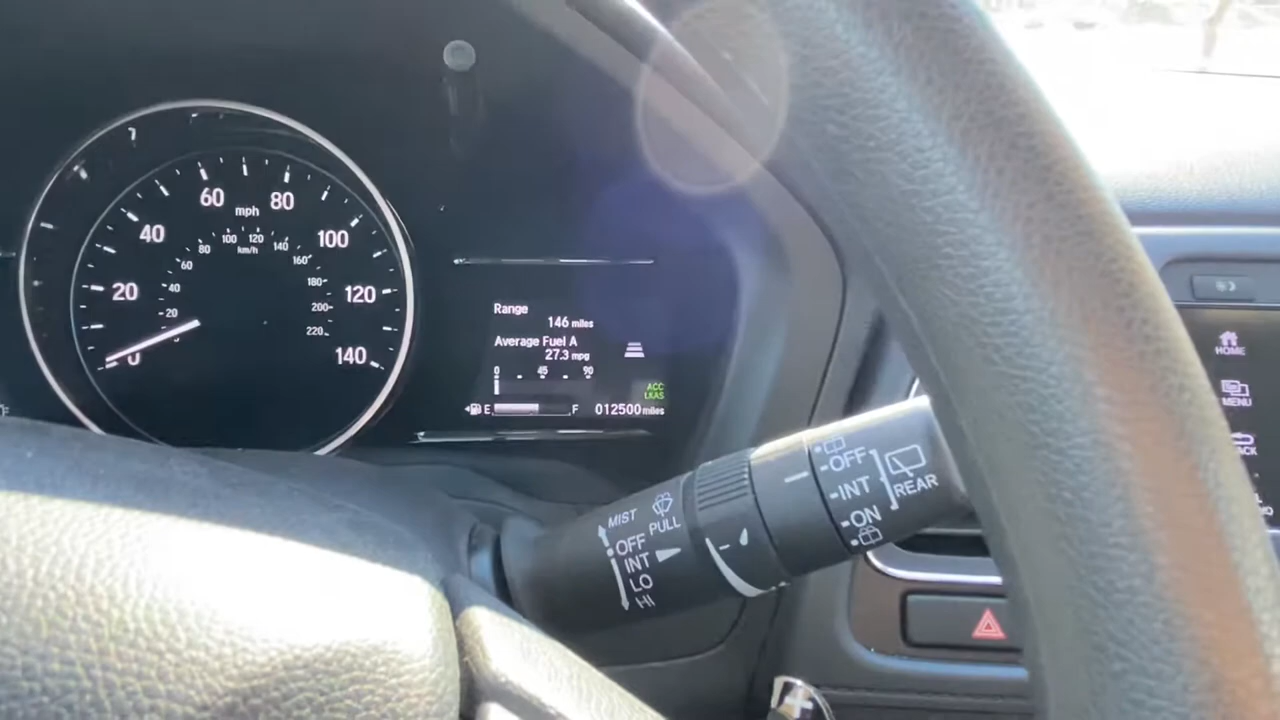 60
80
mph
40
100
100
120
80
140
km/h
60
160
20
40
180
120
20
200
220
0
140
Range
146 miles
Average Fuel A
27.3 mpg
0 45 90
ACC
LKAS
E F 012500 miles
MIST
PULL
OFF
INT
LO
HI
OFF
INT
ON
REAR
HOME
MENU